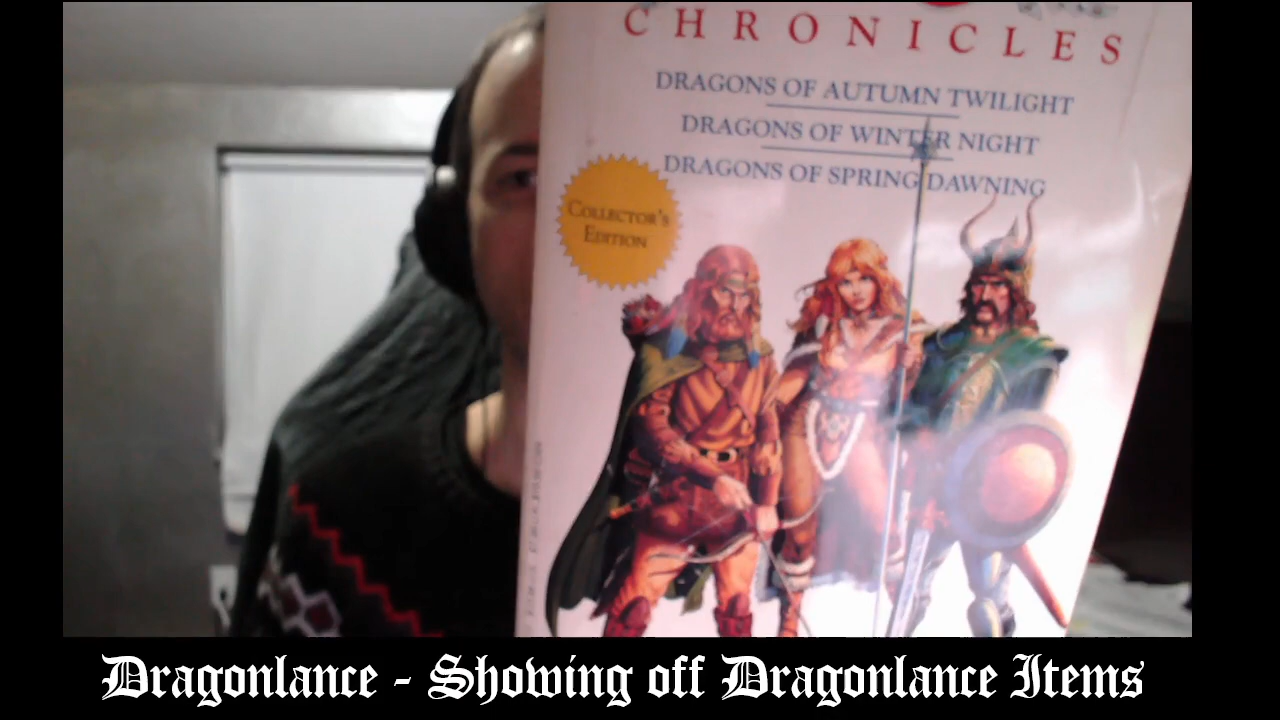 CHRONICLES
DRAGONS OF AUTUMN TWILIGHT
DRAGONS OF WINTER NIGHT
DRAGONS OF SPRING DAWNING
COLLECTOR'S
EDITION
Dragonlance - Showing off Dragonlance Items